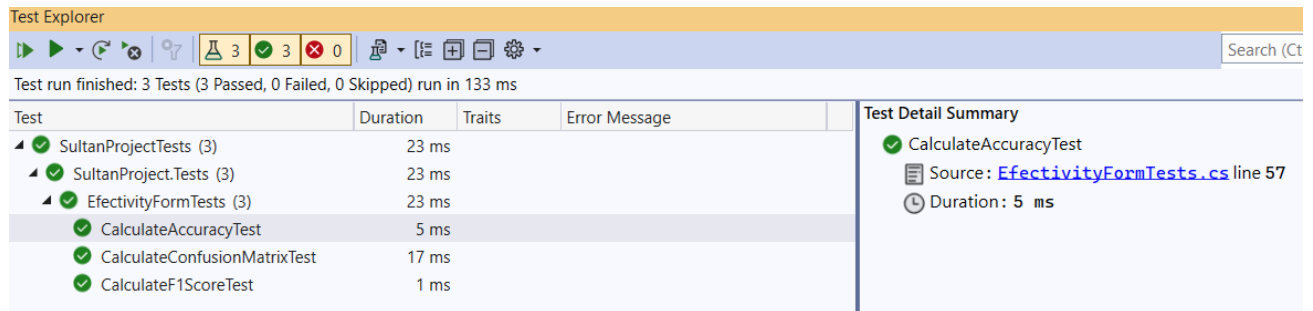 Test Explorer
3 3 0
Search (Ct
Test run finished: 3 Tests (3 Passed, 0 Failed, 0 Skipped) run in 133 ms
Test Duration Traits Error Message
SultanProjectTests (3) 23 ms
SultanProject.Tests (3) 23 ms
EfectivityFormTests (3) 23 ms
CalculateAccuracyTest 5 ms
CalculateConfusionMatrixTest 17 ms
CalculateF1ScoreTest 1 ms
Test Detail Summary
CalculateAccuracyTest
Source: EfectivityFormTests.cs line 57
Duration: 5 ms